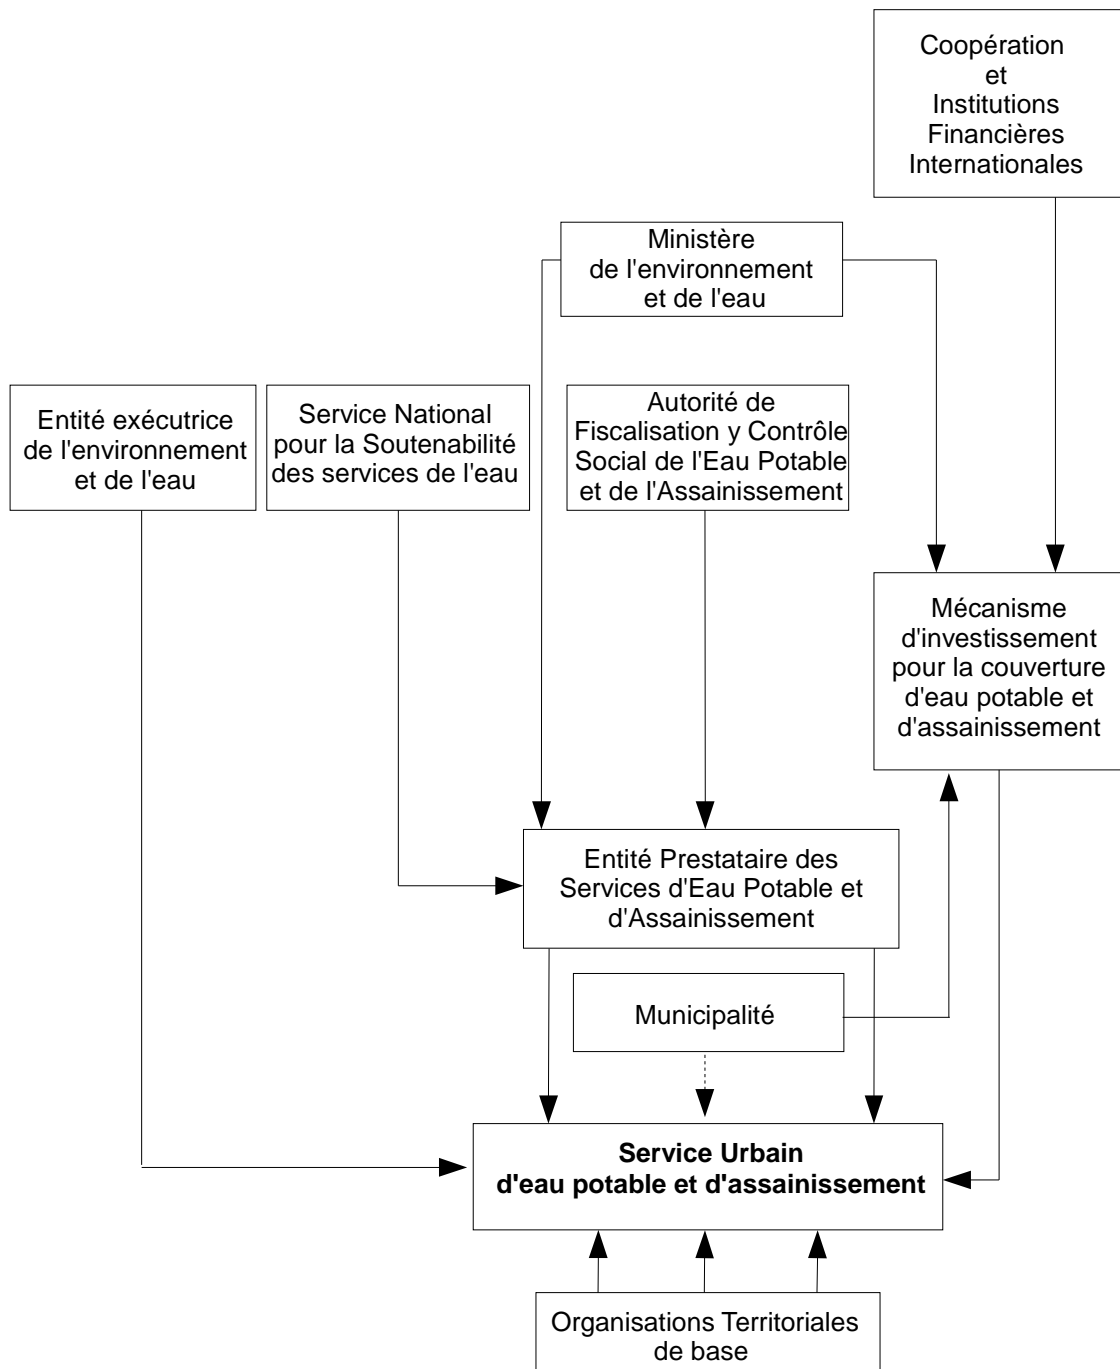 Coopération
et
Institutions
Financières
Internationales
Ministère
de l'environnement
et de l'eau
Entité exécutrice
de l'environnement
et de l'eau
Service National
pour la Soutenabilité
des services de l'eau
Autorité de
Fiscalisation y Contrôle
Social de l'Eau Potable
et de l'Assainissement
Mécanisme
d'investissement
pour la couverture
d'eau potable et
d'assainissement
Entité Prestataire des
Services d'Eau Potable et
d'Assainissement
Municipalité
Service Urbain
d'eau potable et d'assainissement
Organisations Territoriales
de base